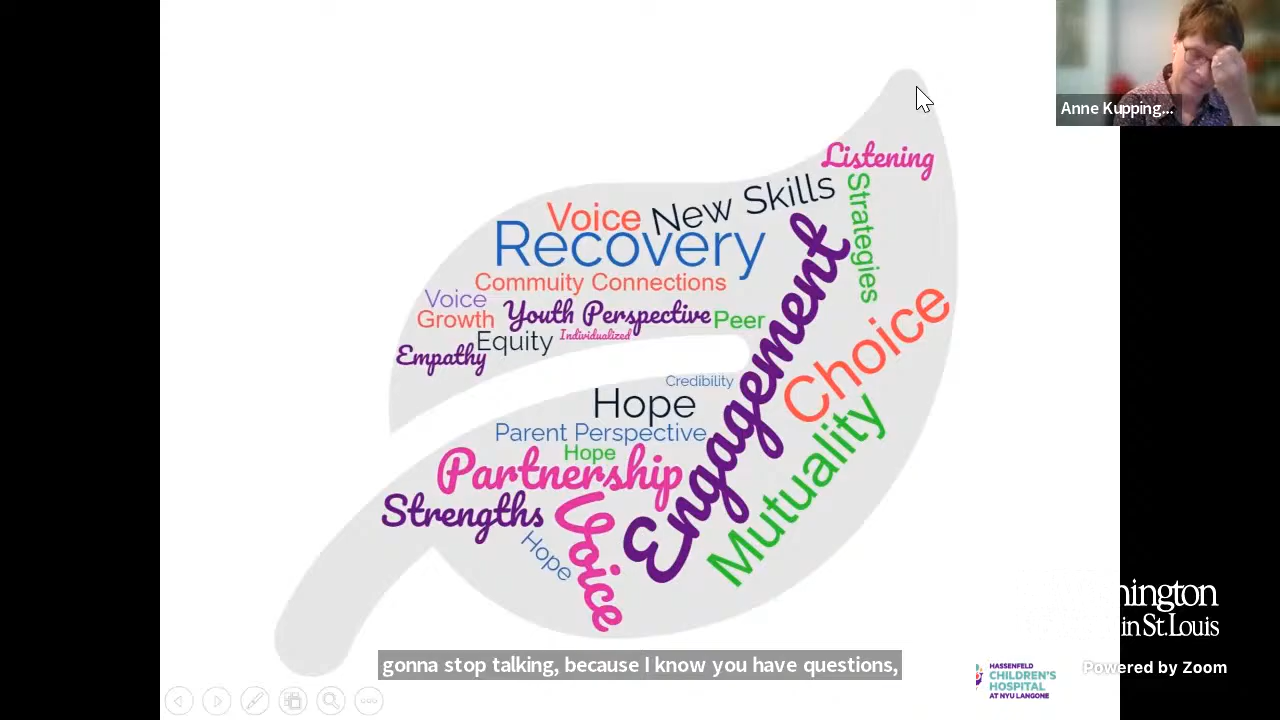 Anne Kupping...
Listening
New Skills
Strategies
Voice
Recovery
Commuity Connections
Voice
Youth Perspective
Peer
Growth
Individualized
Equity
Empathy
Engagement
Choice
Credibility
Hope
Parent Perspective
Hope
Partnership
Mutuality
Strengths
Voice
Hope
nington
in St.Louis
gonna stop talking, because I know you have questions,
HASSENFELD
CHILDREN'S
HOSPITAL
AT NYU LANGONE
Powered by Zoom